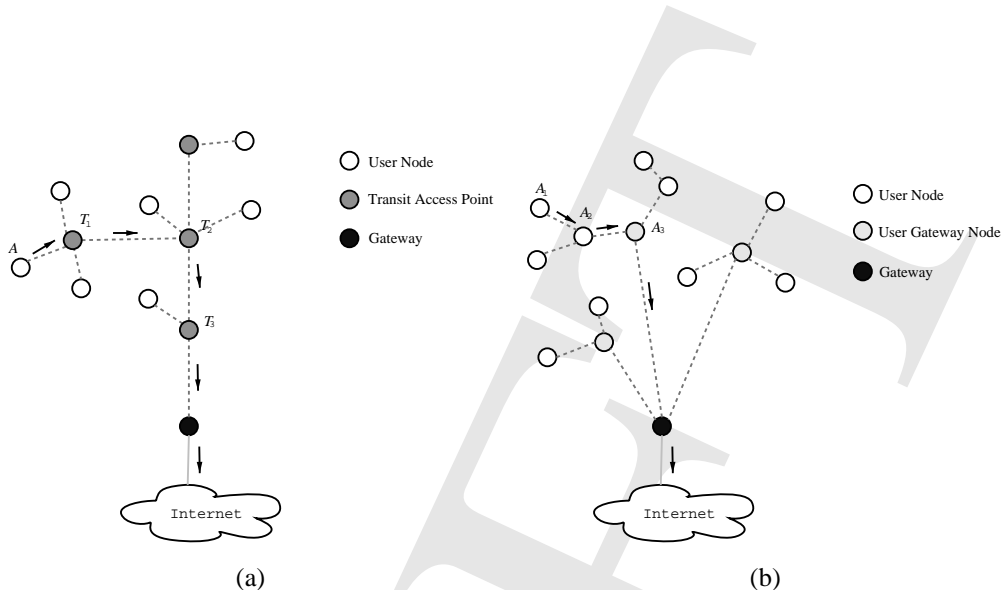 A
T1
T2
T3
User Node
Transit Access Point
Gateway
Internet
(a)
A1
A2
A3
User Node
User Gateway Node
Gateway
Internet
(b)